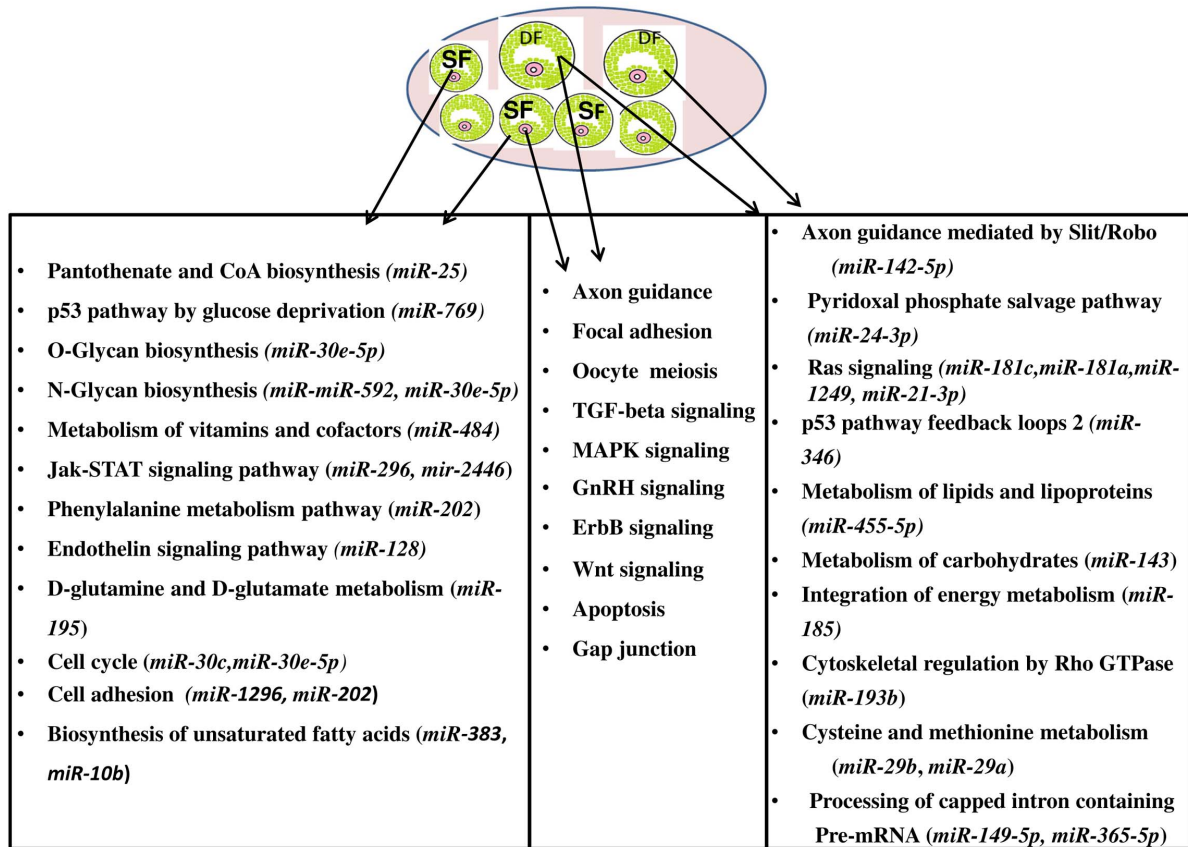 DF
DF
SF
SF
SF
• Pantothenate and CoA biosynthesis (miR-25)
• p53 pathway by glucose deprivation (miR-769)
• O-Glycan biosynthesis (miR-30e-5p)
• N-Glycan biosynthesis (miR-miR-592, miR-30e-5p)
• Metabolism of vitamins and cofactors (miR-484)
• Jak-STAT signaling pathway (miR-296, mir-2446)
• Phenylalanine metabolism pathway (miR-202)
• Endothelin signaling pathway (miR-128)
• D-glutamine and D-glutamate metabolism (miR-
195)
• Cell cycle (miR-30c,miR-30e-5p)
• Cell adhesion (miR-1296, miR-202)
• Biosynthesis of unsaturated fatty acids (miR-383,
miR-10b)
• Axon guidance
• Focal adhesion
• Oocyte meiosis
• TGF-beta signaling
• MAPK signaling
• GnRH signaling
• ErbB signaling
• Wnt signaling
• Apoptosis
• Gap junction
• Axon guidance mediated by Slit/Robo
(miR-142-5p)
• Pyridoxal phosphate salvage pathway
(miR-24-3p)
• Ras signaling (miR-181c,miR-181a,miR-
1249, miR-21-3p)
• p53 pathway feedback loops 2 (miR-
346)
• Metabolism of lipids and lipoproteins
(miR-455-5p)
• Metabolism of carbohydrates (miR-143)
• Integration of energy metabolism (miR-
185)
• Cytoskeletal regulation by Rho GTPase
(miR-193b)
• Cysteine and methionine metabolism
(miR-29b, miR-29a)
• Processing of capped intron containing
Pre-mRNA (miR-149-5p, miR-365-5p)